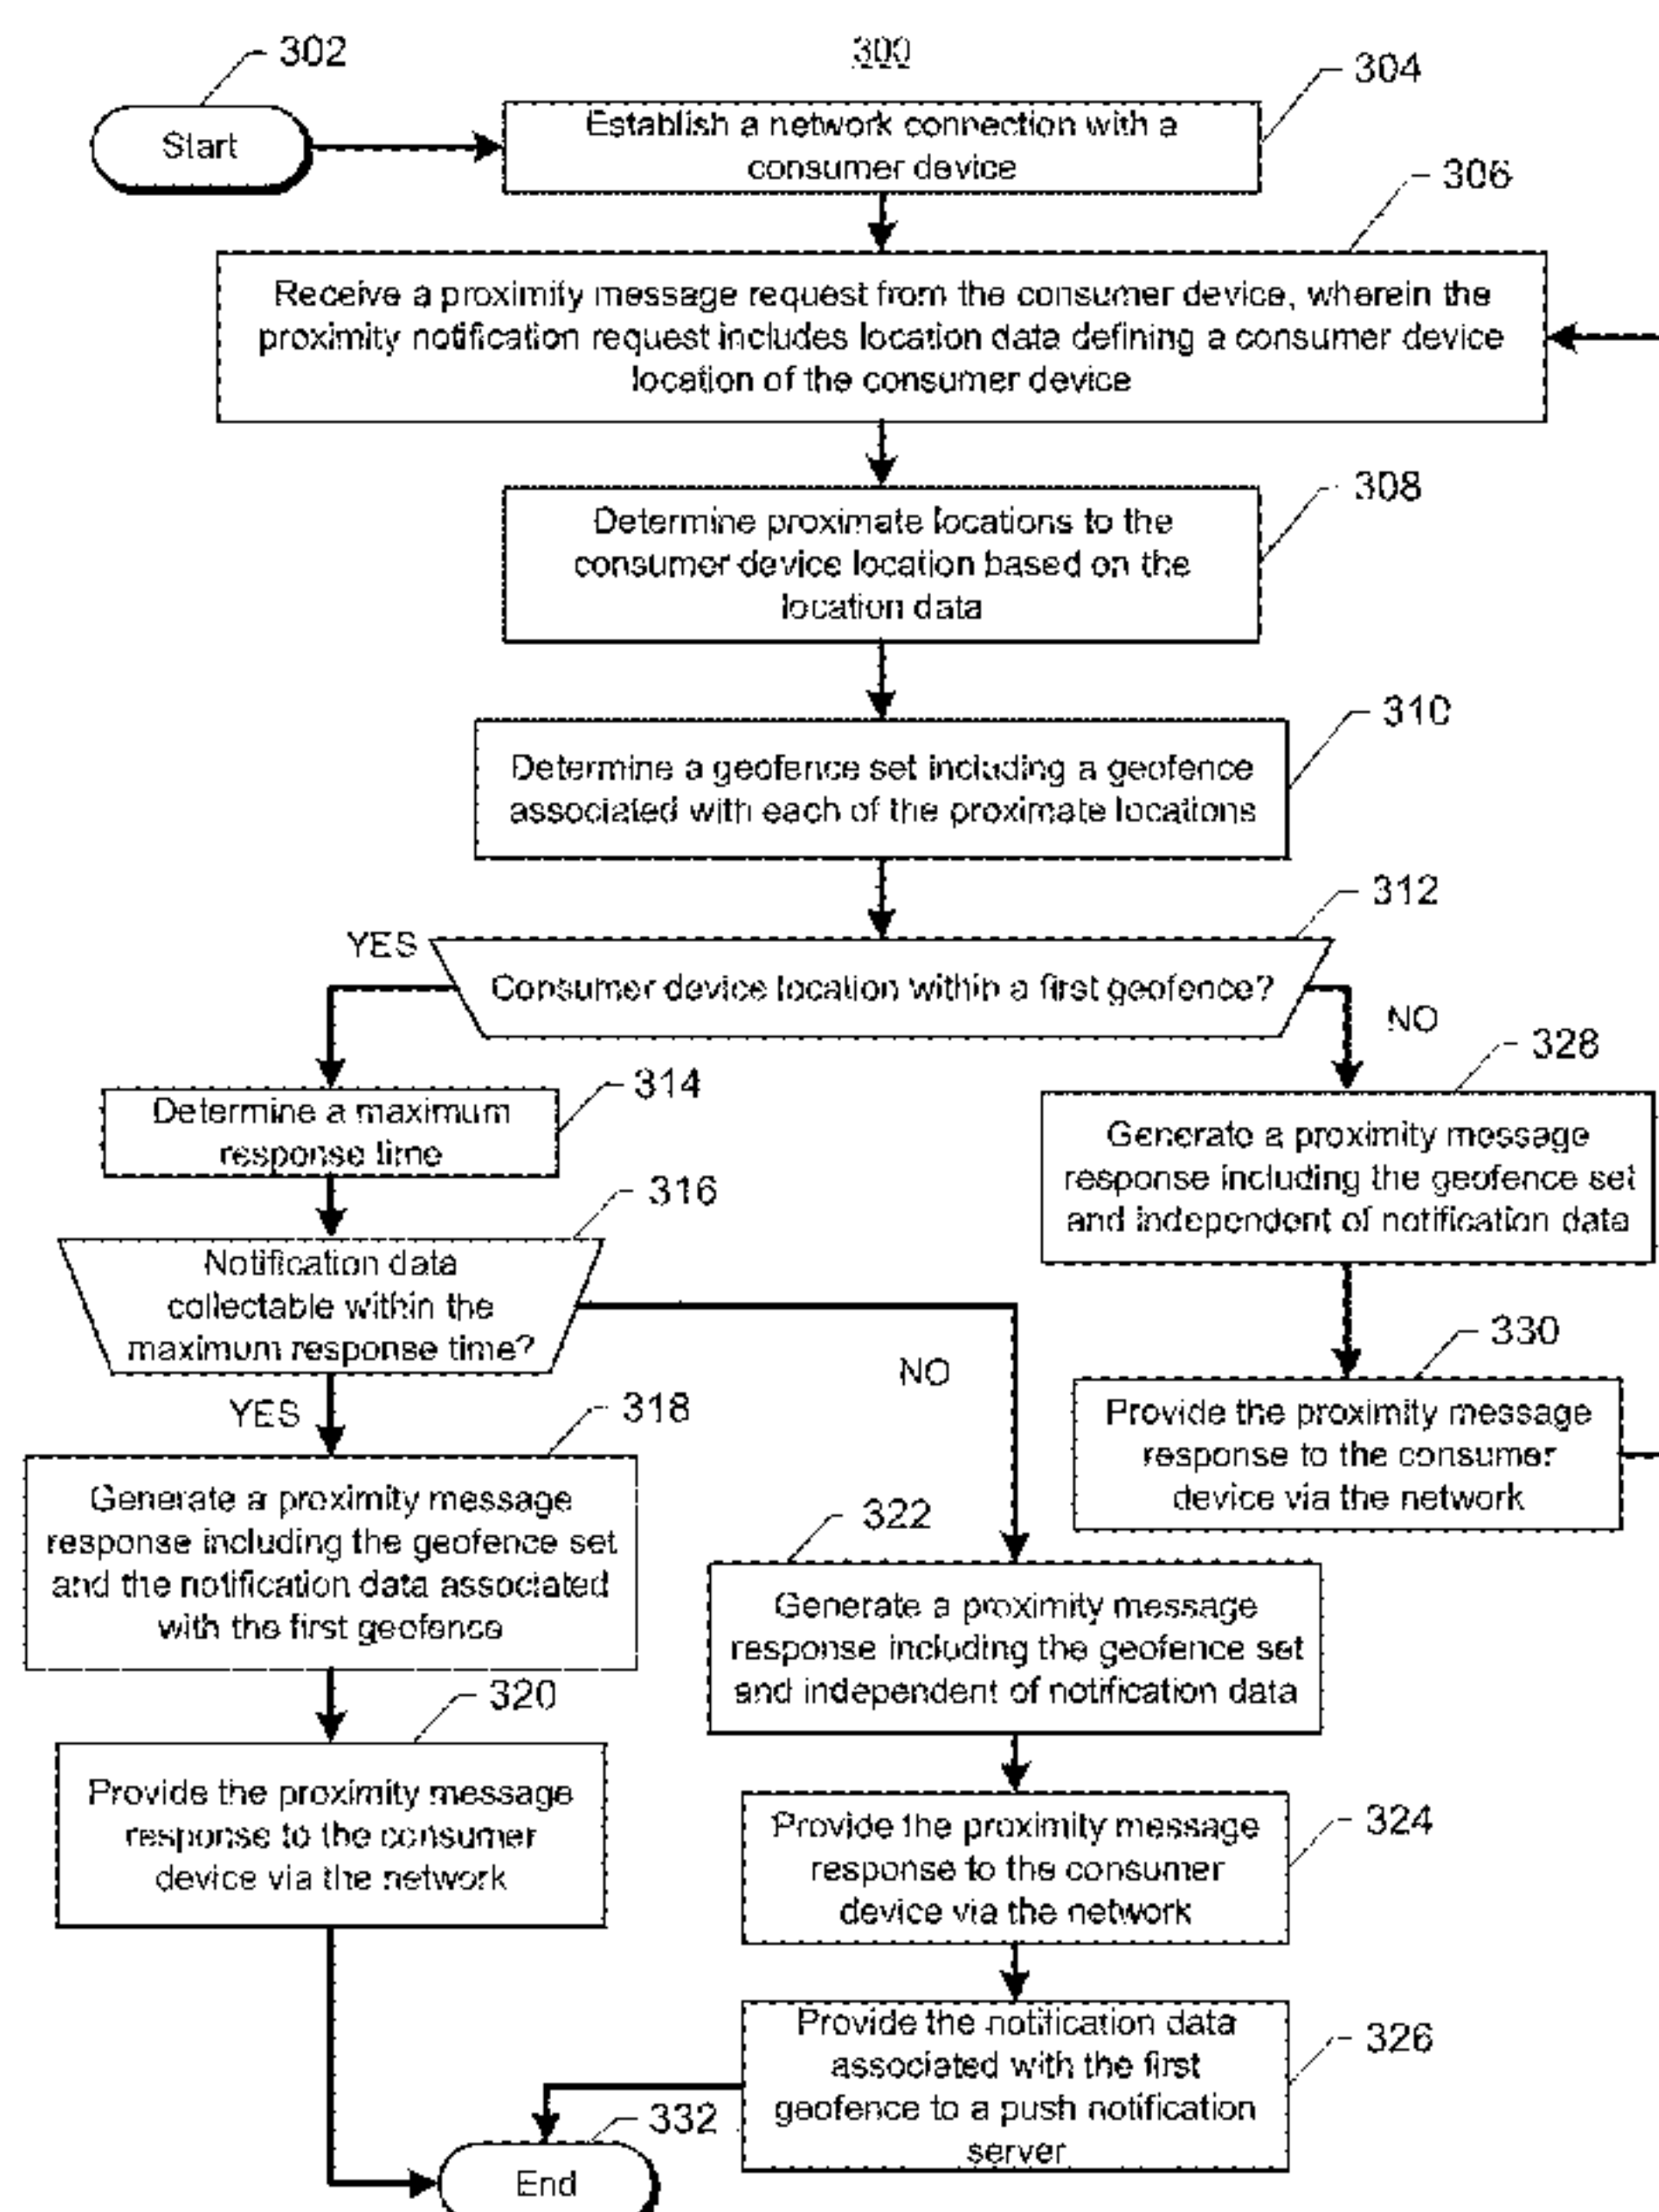 302
300
304
Start
Establish a network connection with a
consumer device
306
Receive a proximity message request from the consumer device, wherein the
proximity notification request includes location data defining a consumer device
location of the consumer device
308
Determine proximate locations to the
consumer device location based on the
location data
310
Determine a geofence set including a geofence
associated with each of the proximate locations
312
YES
Consumer device location within a first geofence?
NO
328
314
Determine a maximum
response time
Generate a proximity message
response including the geofence set
and independent of notification data
316
Notification data
collectable within the
maximum response time?
NO
330
YES
318
Provide the proximity message
response to the consumer
device via the network
Generate a proximity message
response including the geofence set
and the notification data associated
with the first geofence
322
Generate a proximity message
response including the geofence set
and independent of notification data
320
Provide the proximity message
response to the consumer
device via the network
324
Provide the proximity message
response to the consumer
device via the network
326
Provide the notification data
associated with the first
geofence to a push notification
server
332
End